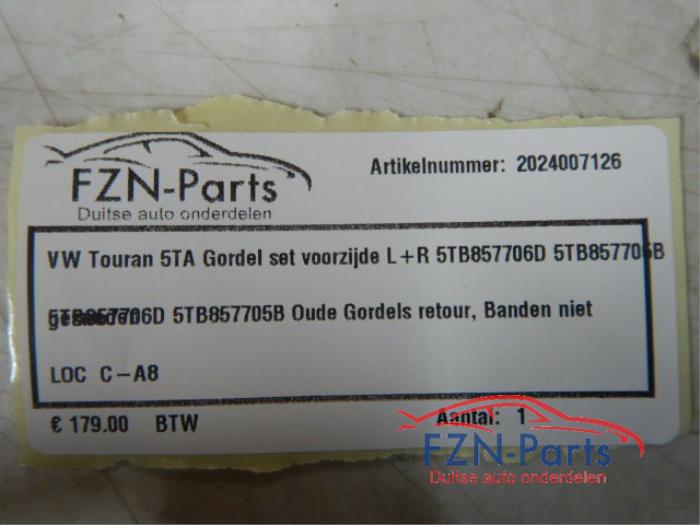 Artikelnummer: 2024007126
FZN-Parts
Duitse auto onderdelen
VW Touran 5TA Gordel set voorzijde L+R 5TB857706D 5TB857705B
5TB857706D 5TB857705B Oude Gordels retour, Banden niet
LOC C-A8
€ 179.00 BTW Aantal: 1
FZN-Parts
Duitse auto onderdelen